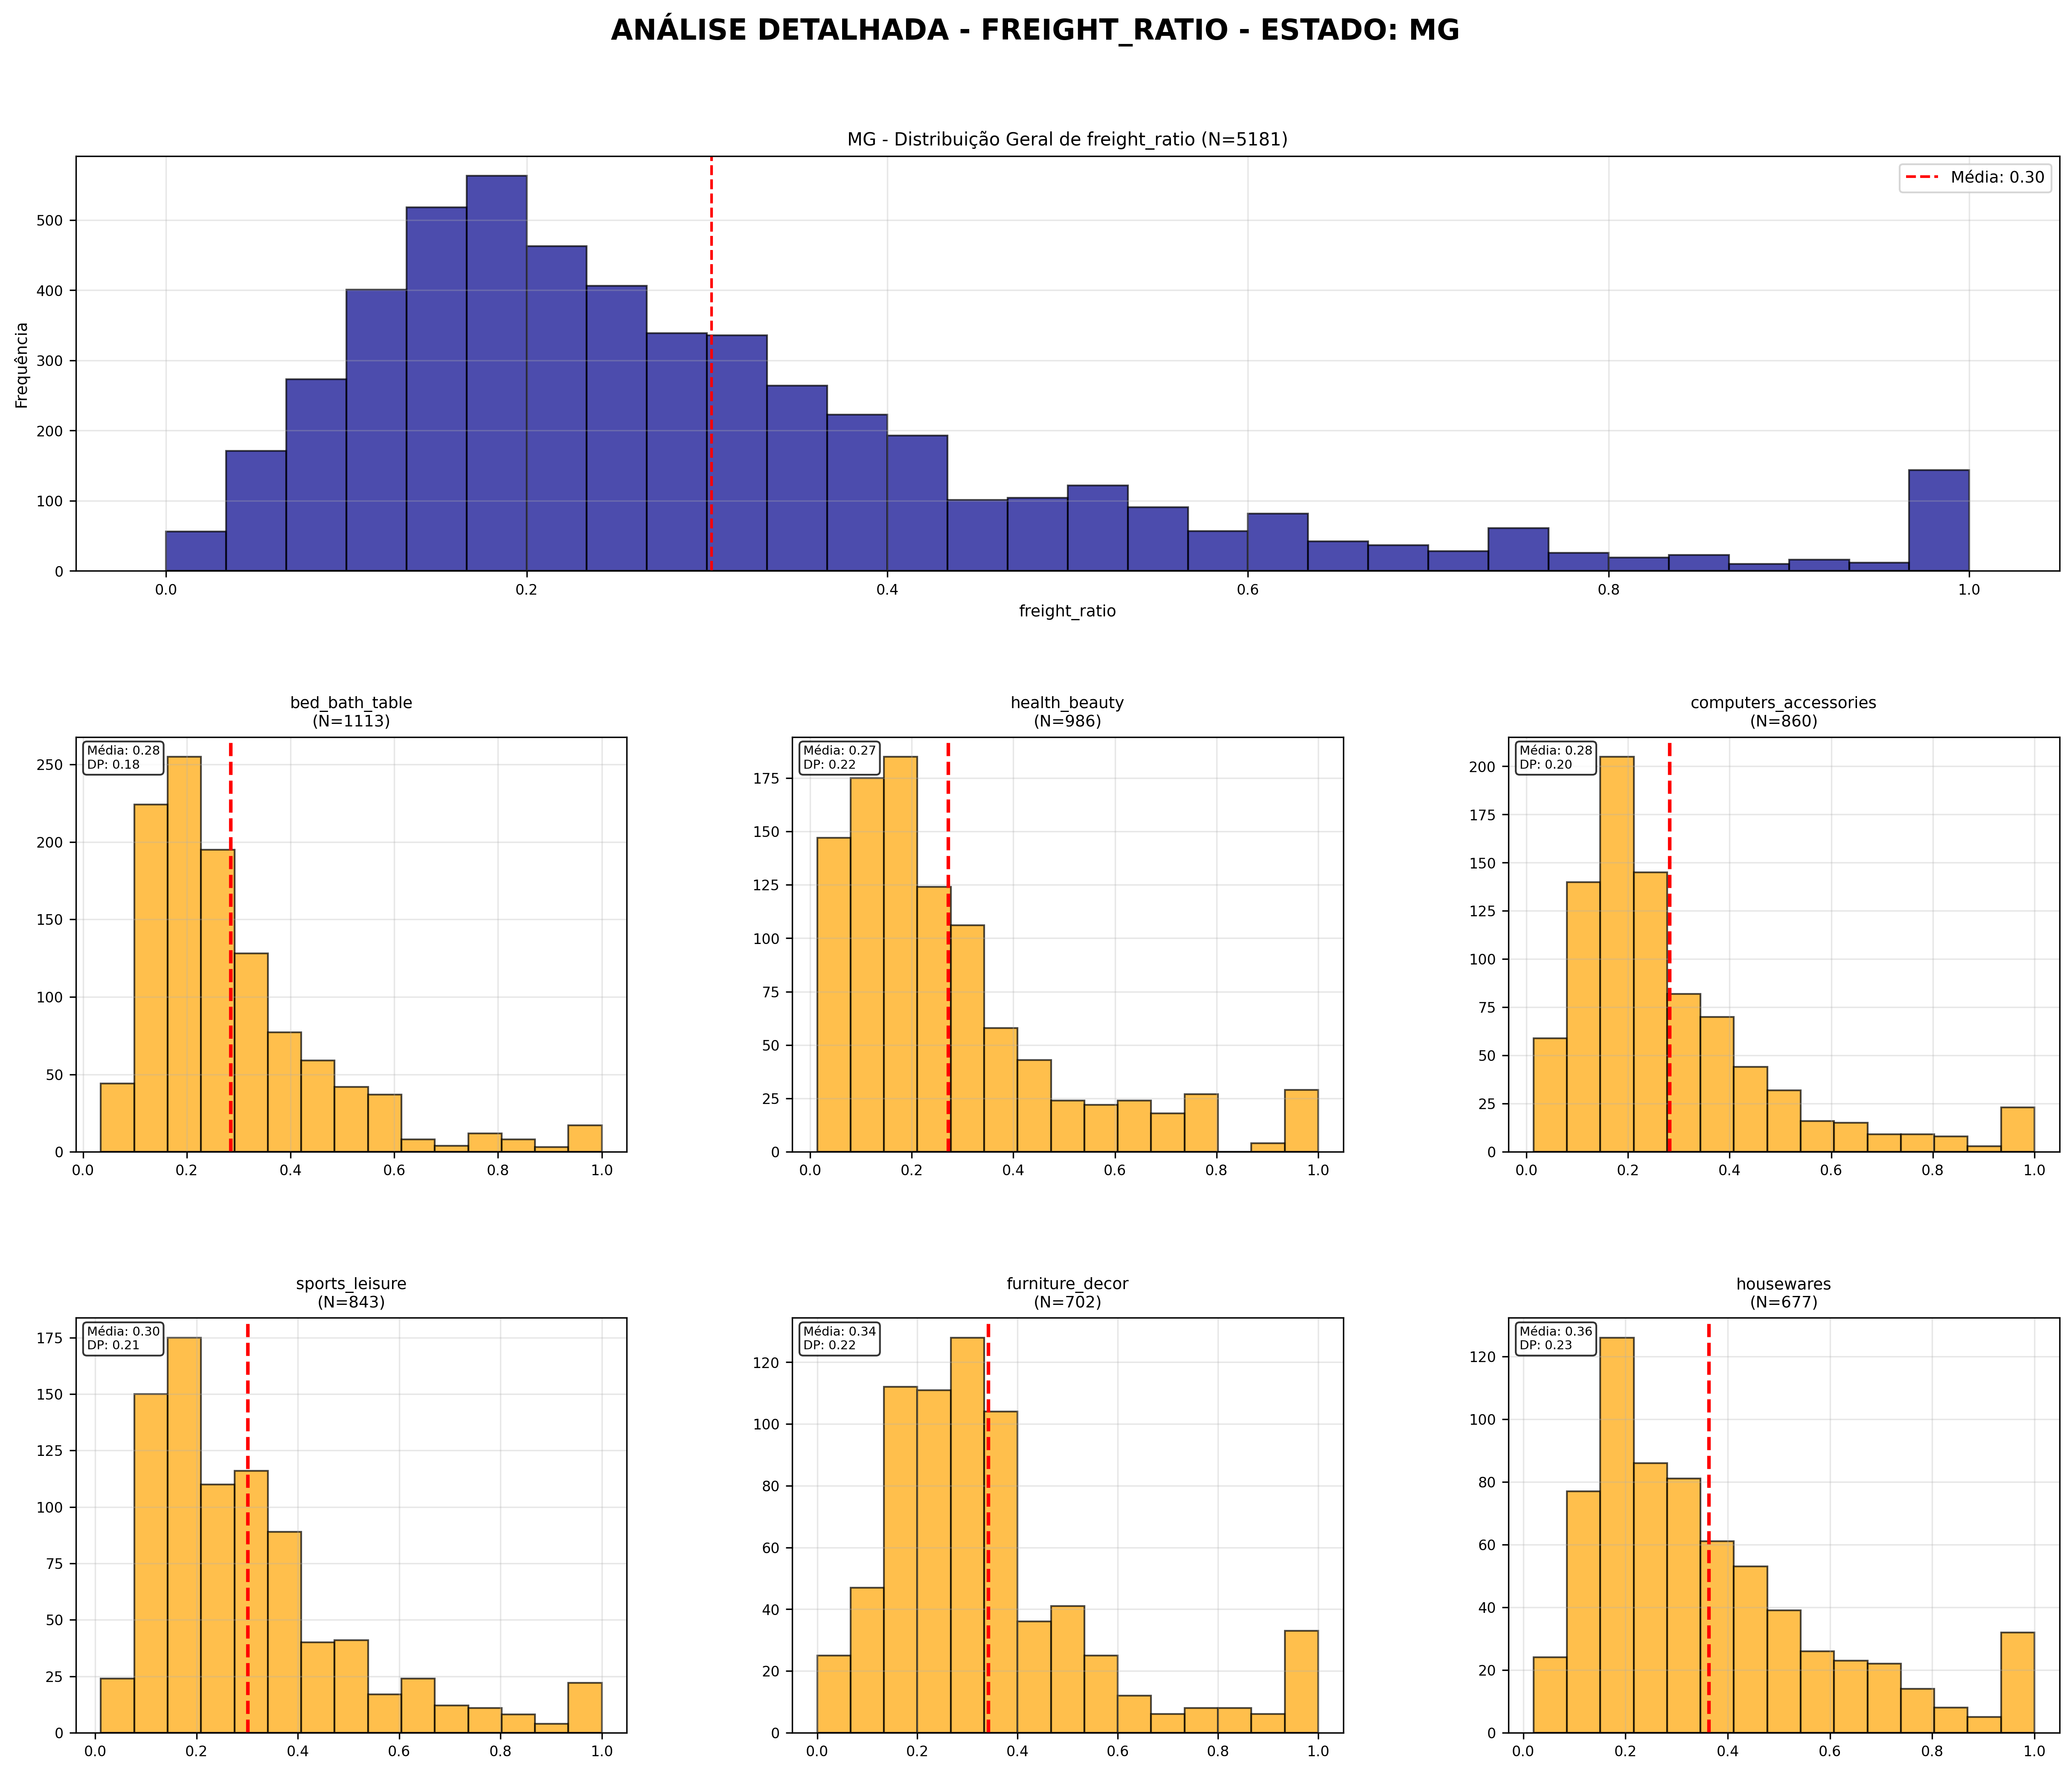 ANÁLISE DETALHADA - FREIGHT_RATIO - ESTADO: MG
MG - Distribuição Geral de freight_ratio (N=5181)
Média: 0.30
Frequência
500
400
300
200
100
0
0.0 0.2 0.4 0.6 0.8 1.0
freight_ratio
bed_bath_table
(N=1113)
Média: 0.28
DP: 0.18
250
200
150
100
50
0
0.0 0.2 0.4 0.6 0.8 1.0
health_beauty
(N=986)
Média: 0.27
DP: 0.22
175
150
125
100
75
50
25
0
0.0 0.2 0.4 0.6 0.8 1.0
computers_accessories
(N=860)
Média: 0.28
DP: 0.20
200
175
150
125
100
75
50
25
0
0.0 0.2 0.4 0.6 0.8 1.0
sports_leisure
(N=843)
Média: 0.30
DP: 0.21
175
150
125
100
75
50
25
0
0.0 0.2 0.4 0.6 0.8 1.0
furniture_decor
(N=702)
Média: 0.34
DP: 0.22
120
100
80
60
40
20
0
0.0 0.2 0.4 0.6 0.8 1.0
housewares
(N=677)
Média: 0.36
DP: 0.23
120
100
80
60
40
20
0
0.0 0.2 0.4 0.6 0.8 1.0